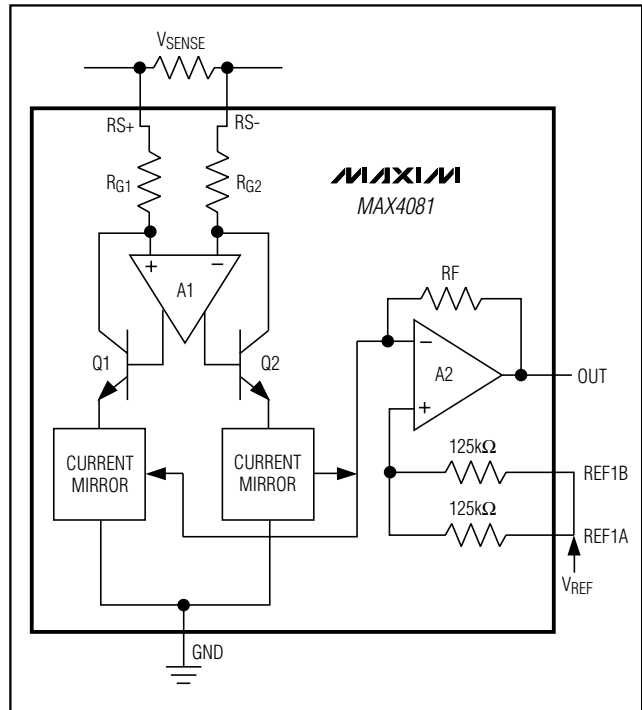 VSENSE
RS+
RS-
RG1
RG2
MAXIM
MAX4081
+
−
A1
RF
Q1
Q2
−
A2
+
OUT
CURRENT
MIRROR
CURRENT
MIRROR
125kΩ
REF1B
125kΩ
REF1A
VREF
GND